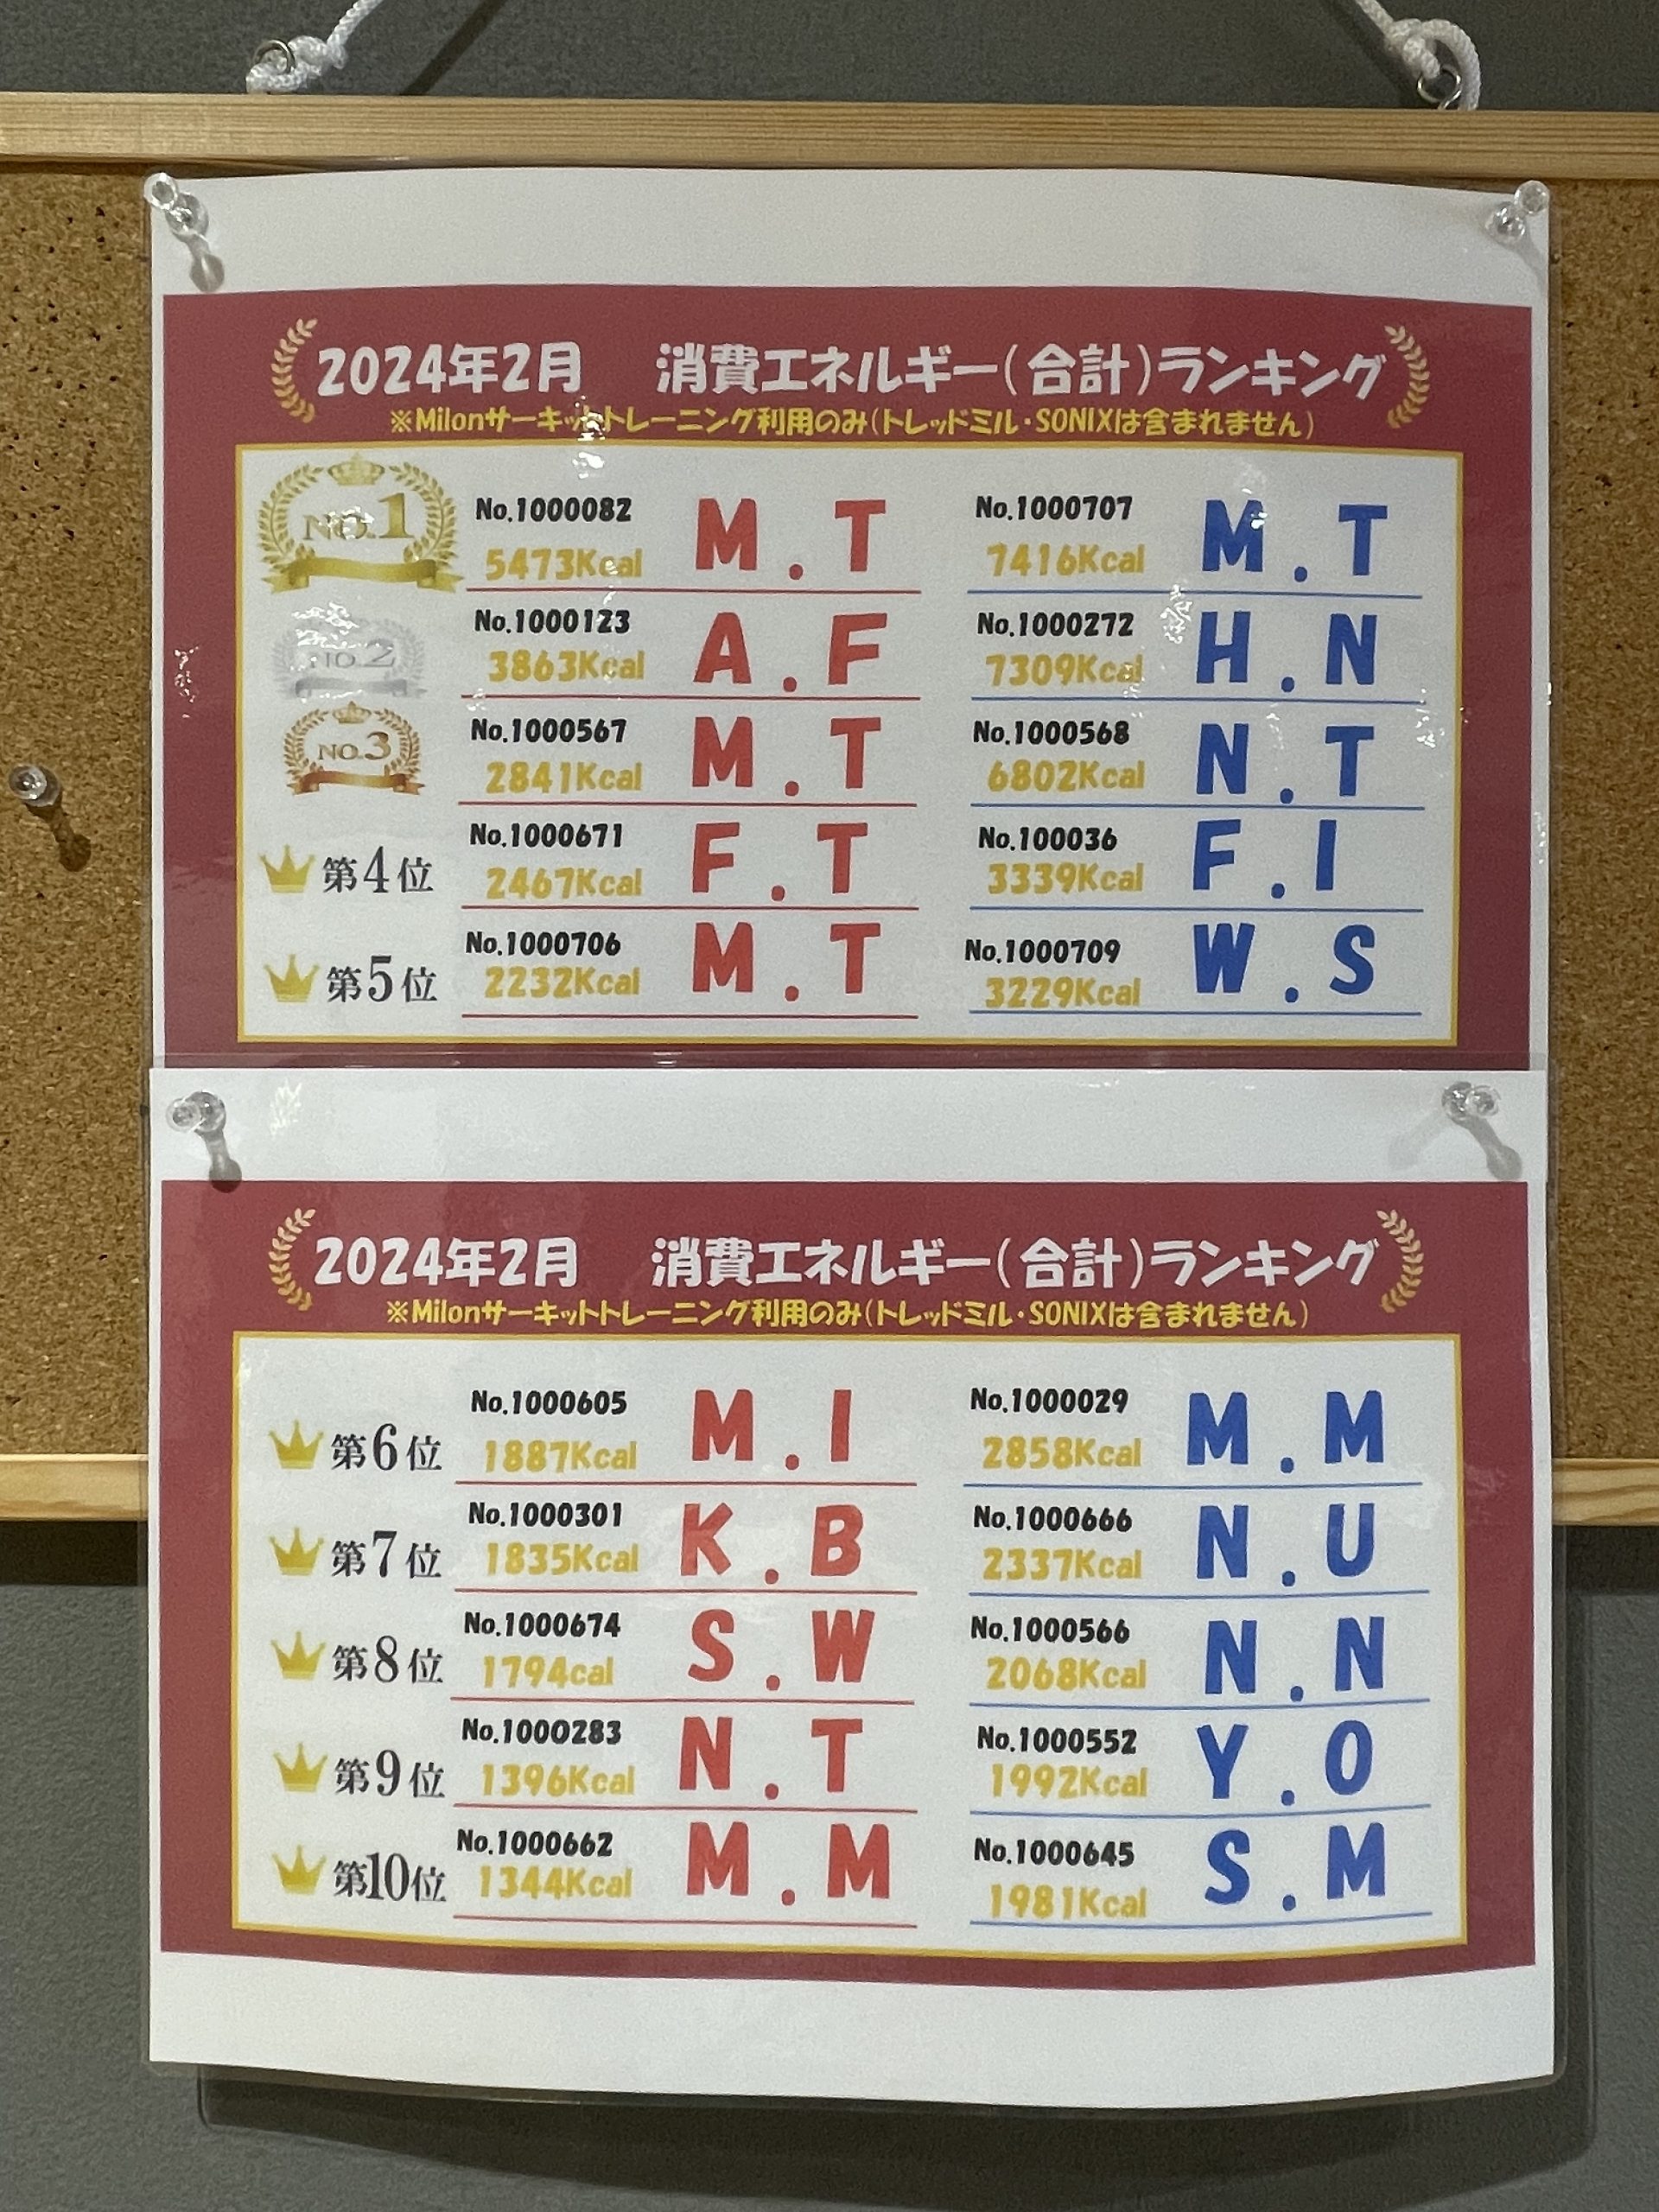 2024年2月 消費エネルギー(合計)ランキング
※Milonサーキットトレーニング利用のみ(トレッドミル・SONIXは含まれません)
NO.1 No.1000082 M.T No.1000707 M.T
5473Kcal 7416Kcal
NO.2 No.1000123 A.F No.1000272 H.N
3863Kcal 7309Kcal
NO.3 No.1000567 M.T No.1000568 N.T
2841Kcal 6802Kcal
第4位 No.1000671 F.T No.100036 F.I
2467Kcal 3339Kcal
第5位 No.1000706 M.T No.1000709 W.S
2232Kcal 3229Kcal
2024年2月 消費エネルギー(合計)ランキング
※Milonサーキットトレーニング利用のみ(トレッドミル・SONIXは含まれません)
第6位 No.1000605 M.I No.1000029 M.M
1887Kcal 2858Kcal
第7位 No.1000301 K.B No.1000666 N.U
1835Kcal 2337Kcal
第8位 No.1000674 S.W No.1000566 N.N
1794cal 2068Kcal
第9位 No.1000283 N.T No.1000552 Y.O
1396Kcal 1992Kcal
第10位 No.1000662 M.M No.1000645 S.M
1344Kcal 1981Kcal